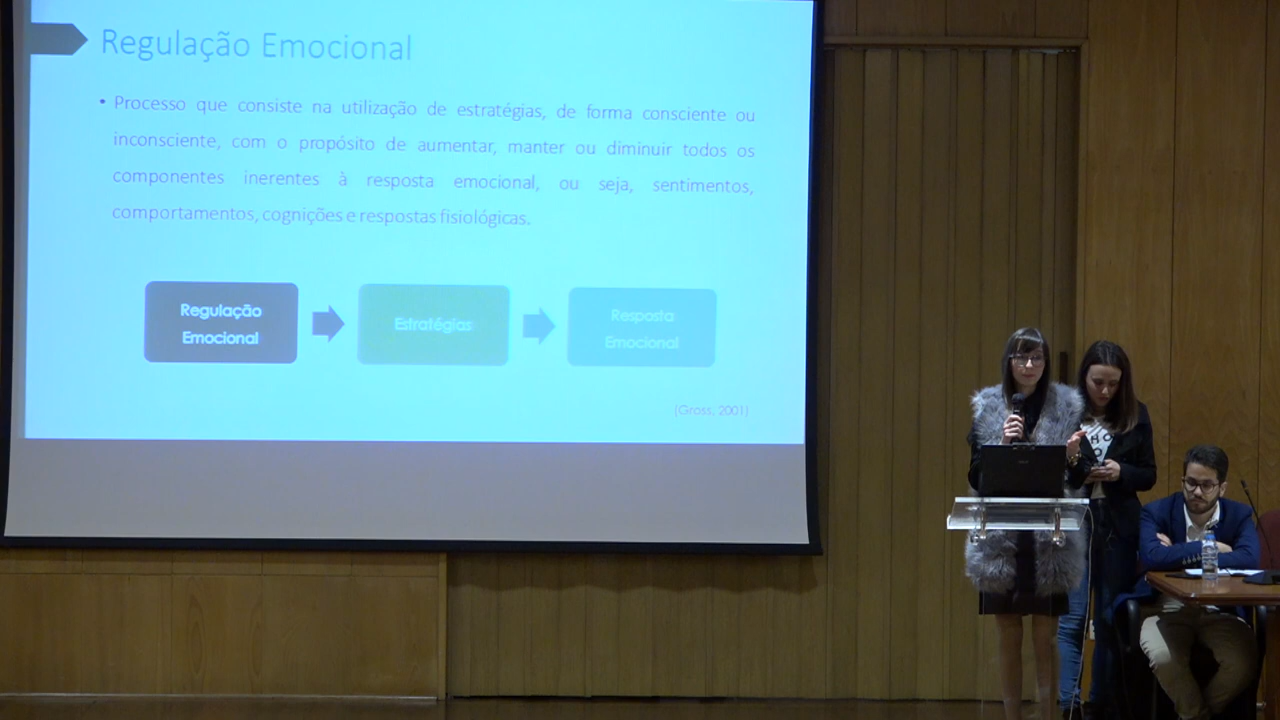 Regulação Emocional
• Processo que consiste na utilização de estratégias, de forma consciente ou
inconsciente, com o propósito de aumentar, manter ou diminuir todos os
componentes inerentes à resposta emocional, ou seja, sentimentos,
comportamentos, cognições e respostas fisiológicas.
Regulação
Emocional
Estratégias
Resposta
Emocional
(Gross, 2001)
HO